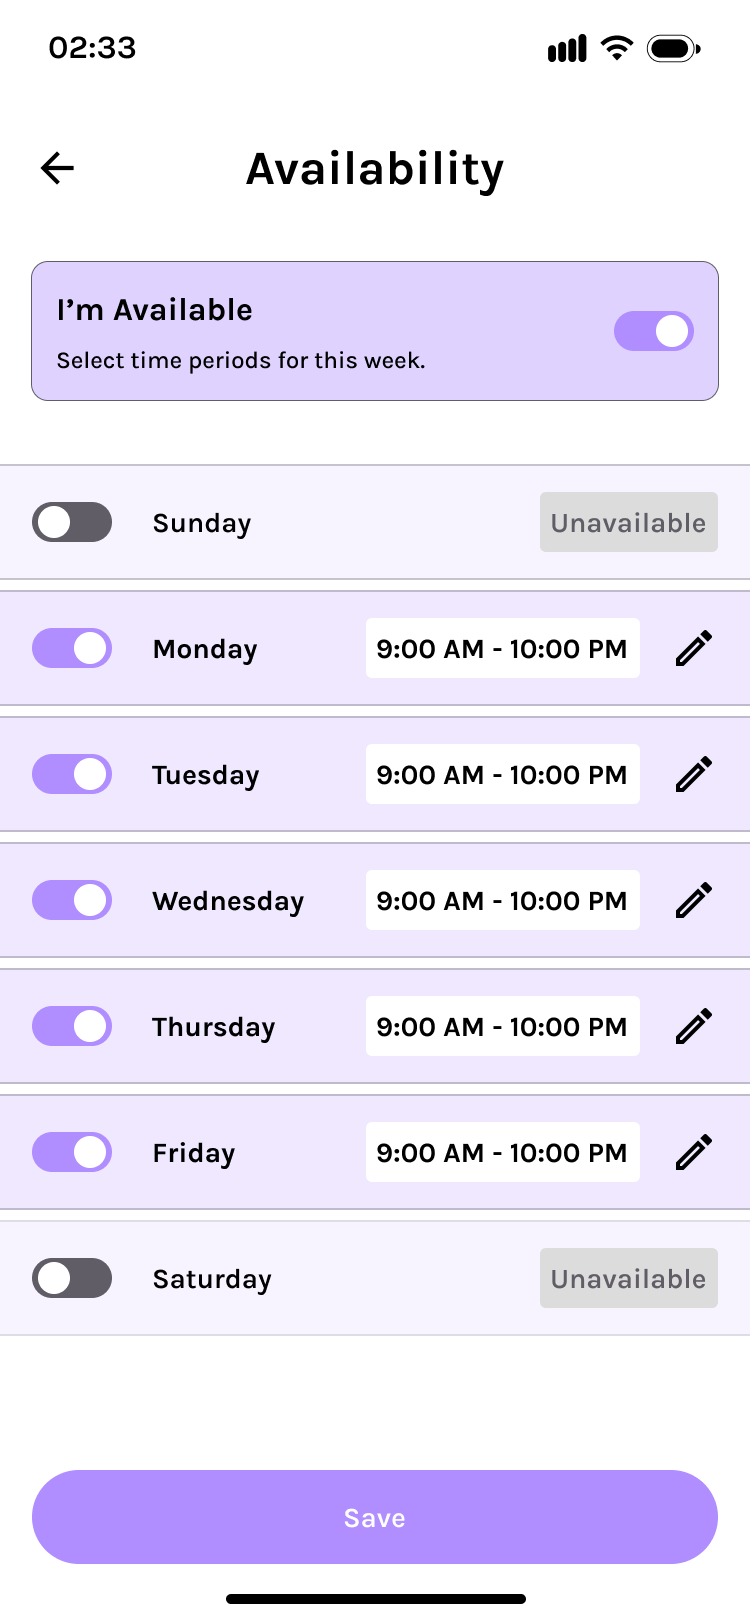 02:33
Availability
I’m Available
Select time periods for this week.
Sunday Unavailable
Monday 9:00 AM - 10:00 PM
Tuesday 9:00 AM - 10:00 PM
Wednesday 9:00 AM - 10:00 PM
Thursday 9:00 AM - 10:00 PM
Friday 9:00 AM - 10:00 PM
Saturday Unavailable
Save